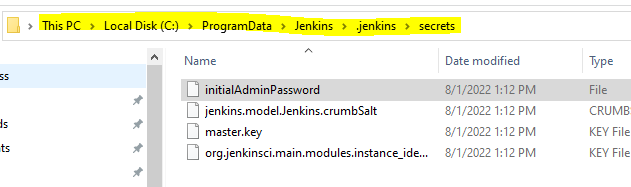 This PC > Local Disk (C:) > ProgramData > Jenkins > .jenkins > secrets
Name Date modified Type
initialAdminPassword 8/1/2022 1:12 PM File
jenkins.model.Jenkins.crumbSalt 8/1/2022 1:12 PM CRUMB
master.key 8/1/2022 1:12 PM KEY File
org.jenkinsci.main.modules.instance_ide... 8/1/2022 1:12 PM KEY File
ss
ds
nts